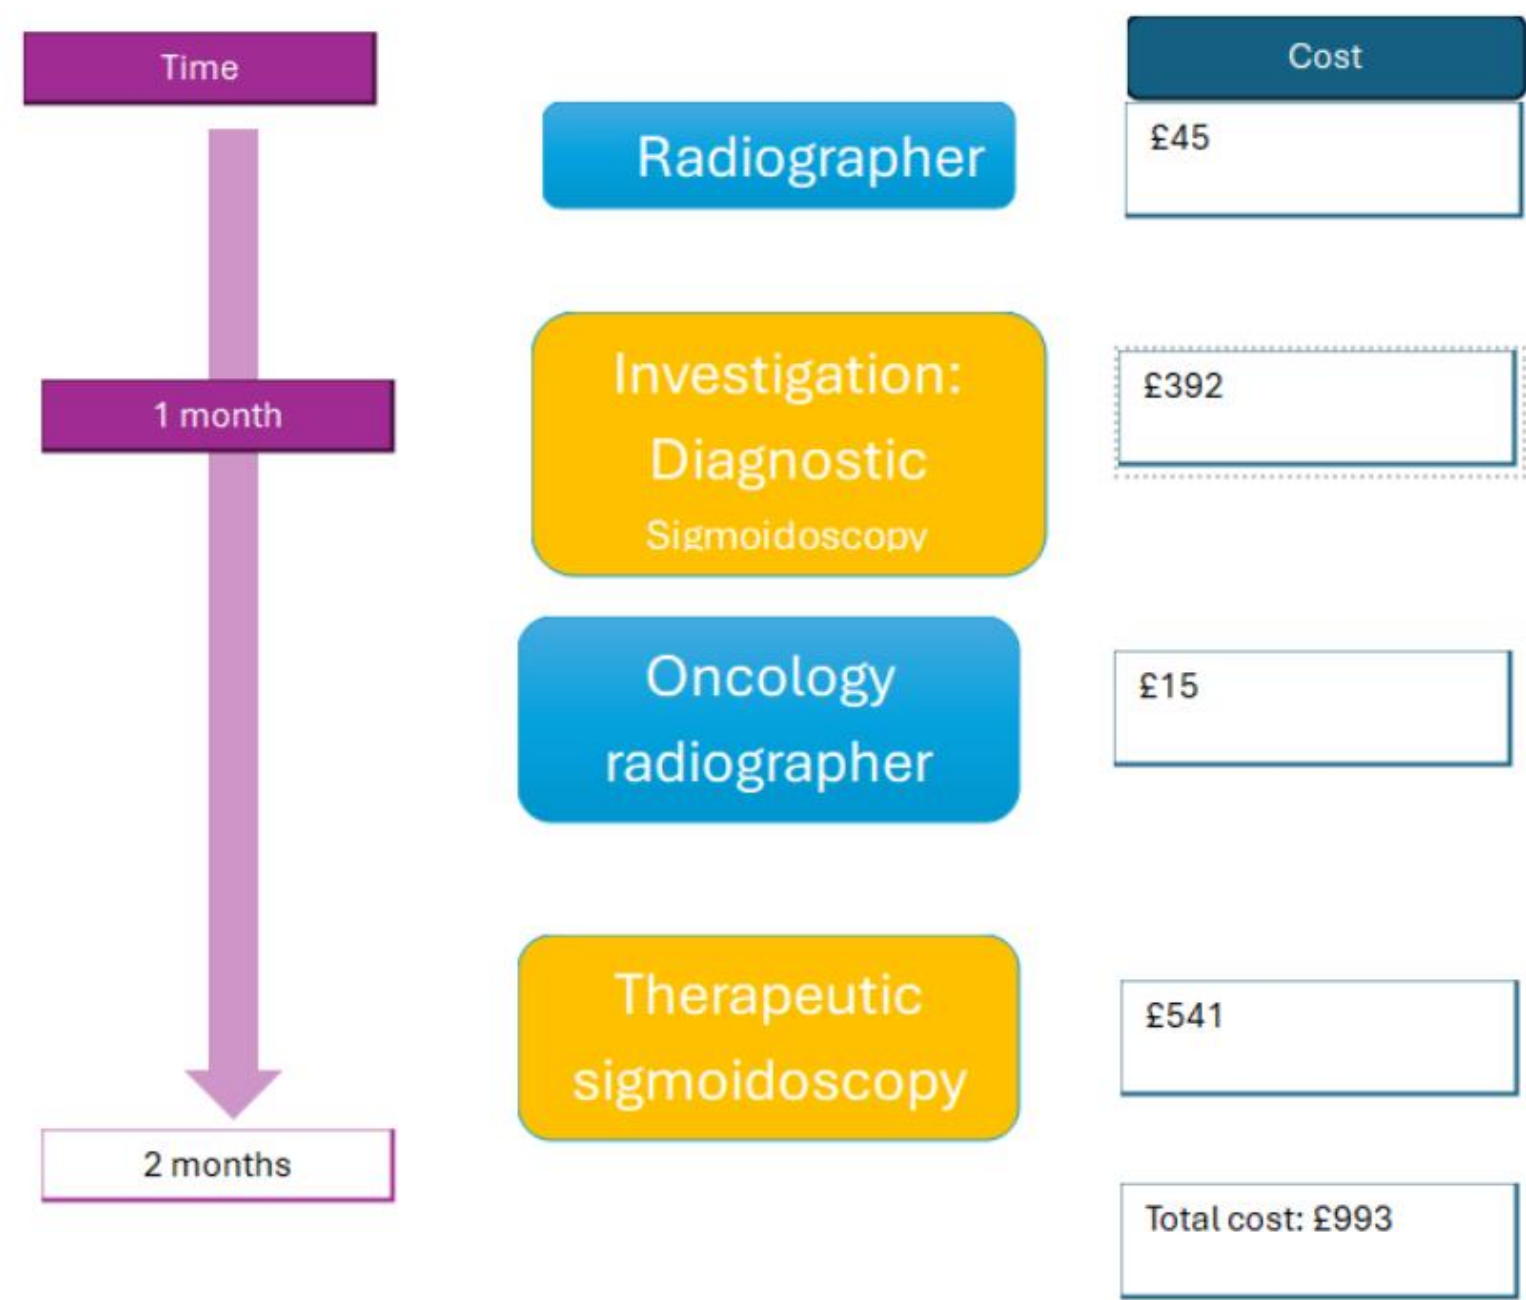 Time
Cost
Radiographer
£45
1 month
Investigation:
Diagnostic
Sigmoidoscopy
£392
Oncology
radiographer
£15
Therapeutic
sigmoidoscopy
£541
2 months
Total cost: £993